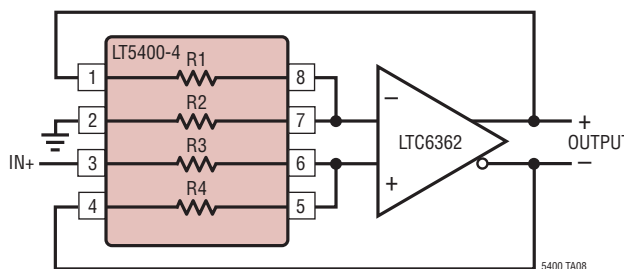 LT5400-4
R1
1
8
R2
2
7
−
LTC6362
+
OUTPUT
−
IN+
3
R3
6
+
4
R4
5
5400 TA08